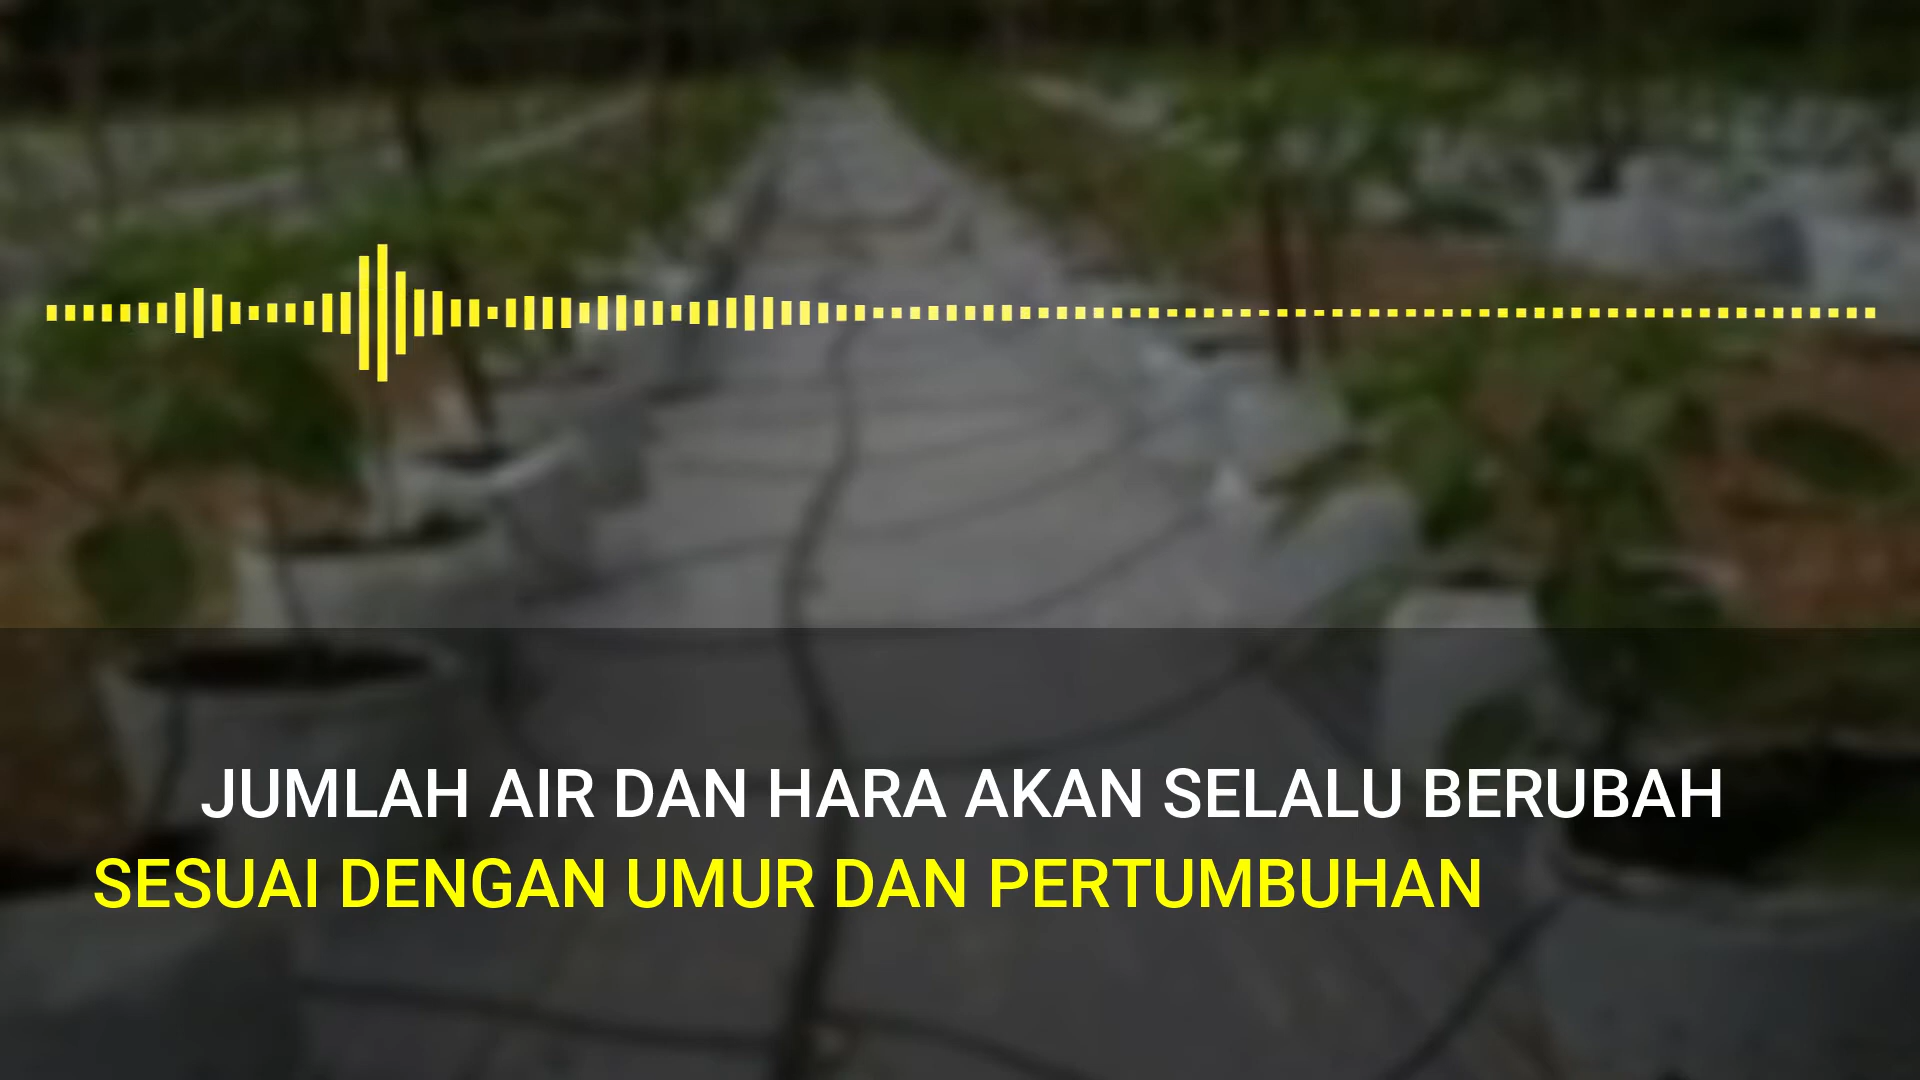 JUMLAH AIR DAN HARA AKAN SELALU BERUBAH
SESUAI DENGAN UMUR DAN PERTUMBUHAN